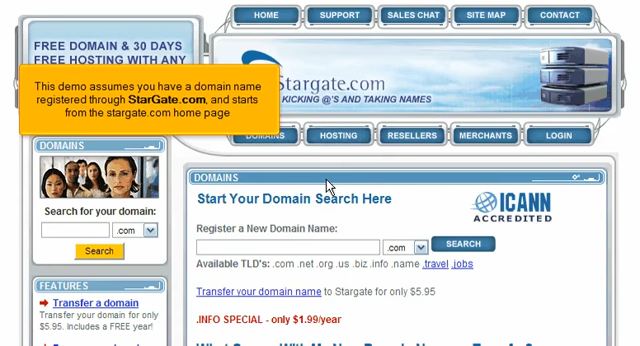 HOME SUPPORT SALES CHAT SITE MAP CONTACT
FREE DOMAIN & 30 DAYS
FREE HOSTING WITH ANY
This demo assumes you have a domain name
registered through StarGate.com, and starts
from the stargate.com home page
Stargate.com
KICKING @'S AND TAKING NAMES
DOMAINS HOSTING RESELLERS MERCHANTS LOGIN
DOMAINS
Search for your domain:
.com
Search
FEATURES
Transfer a domain
Transfer your domain for only
$5.95. Includes a FREE year!
DOMAINS
Start Your Domain Search Here
ICANN
ACCREDITED
Register a New Domain Name:
.com
SEARCH
Available TLD's: .com .net .org .us .biz .info .name .travel .jobs
Transfer your domain name to Stargate for only $5.95
.INFO SPECIAL - only $1.99/year